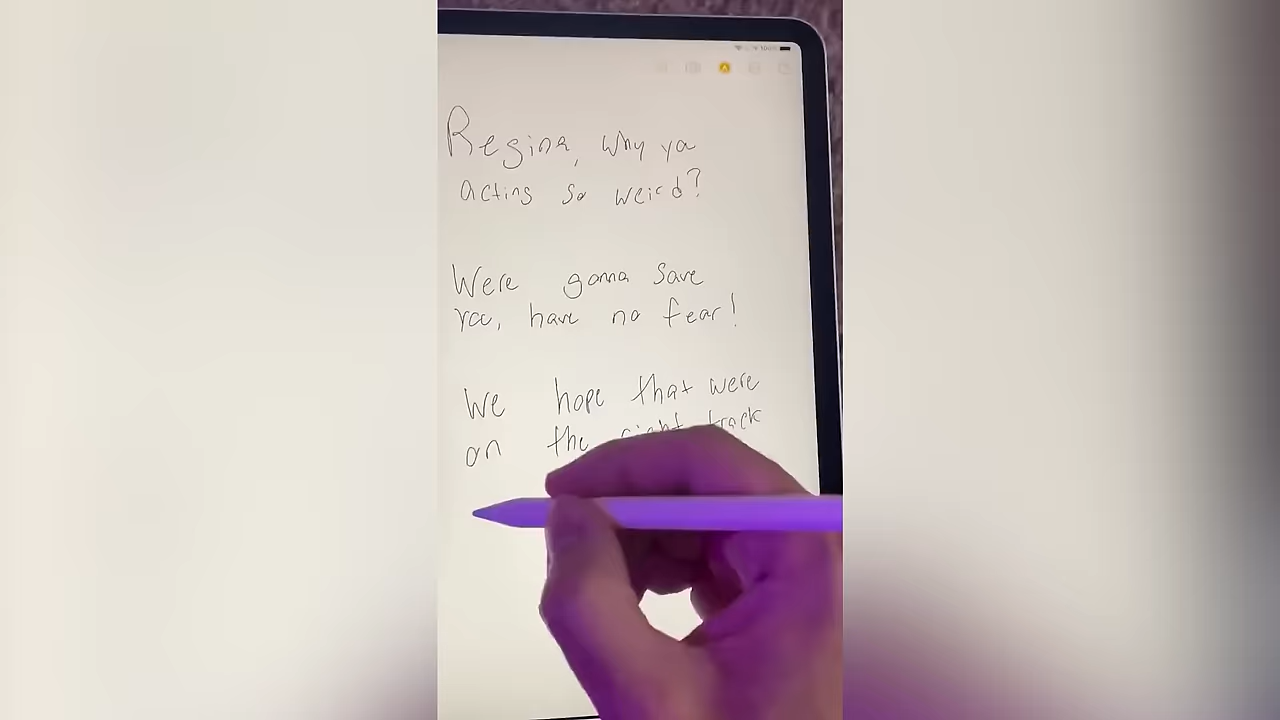 Regina, why ya
acting so weird?
Were gonna save
you, have no fear!
We hope that were
on the right track